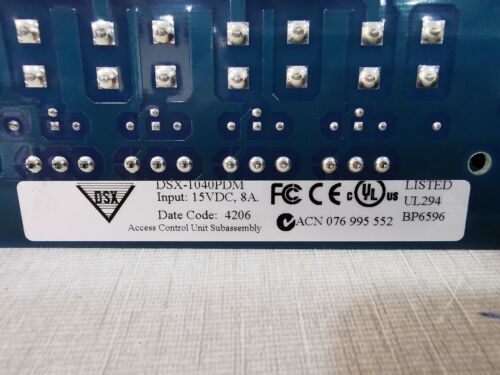 DSX
DSX-1040PDM
Input: 15VDC, 8A.
Date Code: 4206
Access Control Unit Subassembly
FC CE c UL us
ACN 076 995 552
LISTED
UL294
BP6596